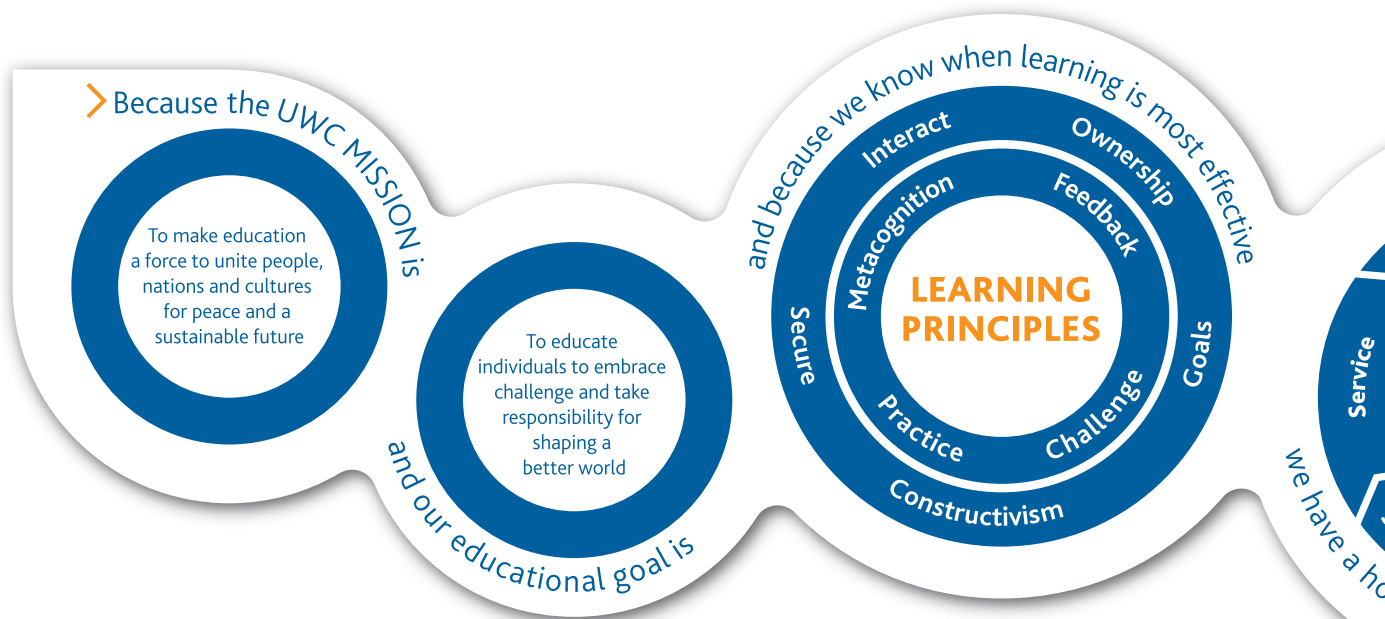 Because the UWC MISSION is
To make education
a force to unite people,
nations and cultures
for peace and a
sustainable future
and our educational goal is
To educate
individuals to embrace
challenge and take
responsibility for
shaping a
better world
and because we know when learning is most effective
Interact
Ownership
Goals
Constructivism
Secure
Metacognition
Feedback
Challenge
Practice
LEARNING
PRINCIPLES
Service
we have a